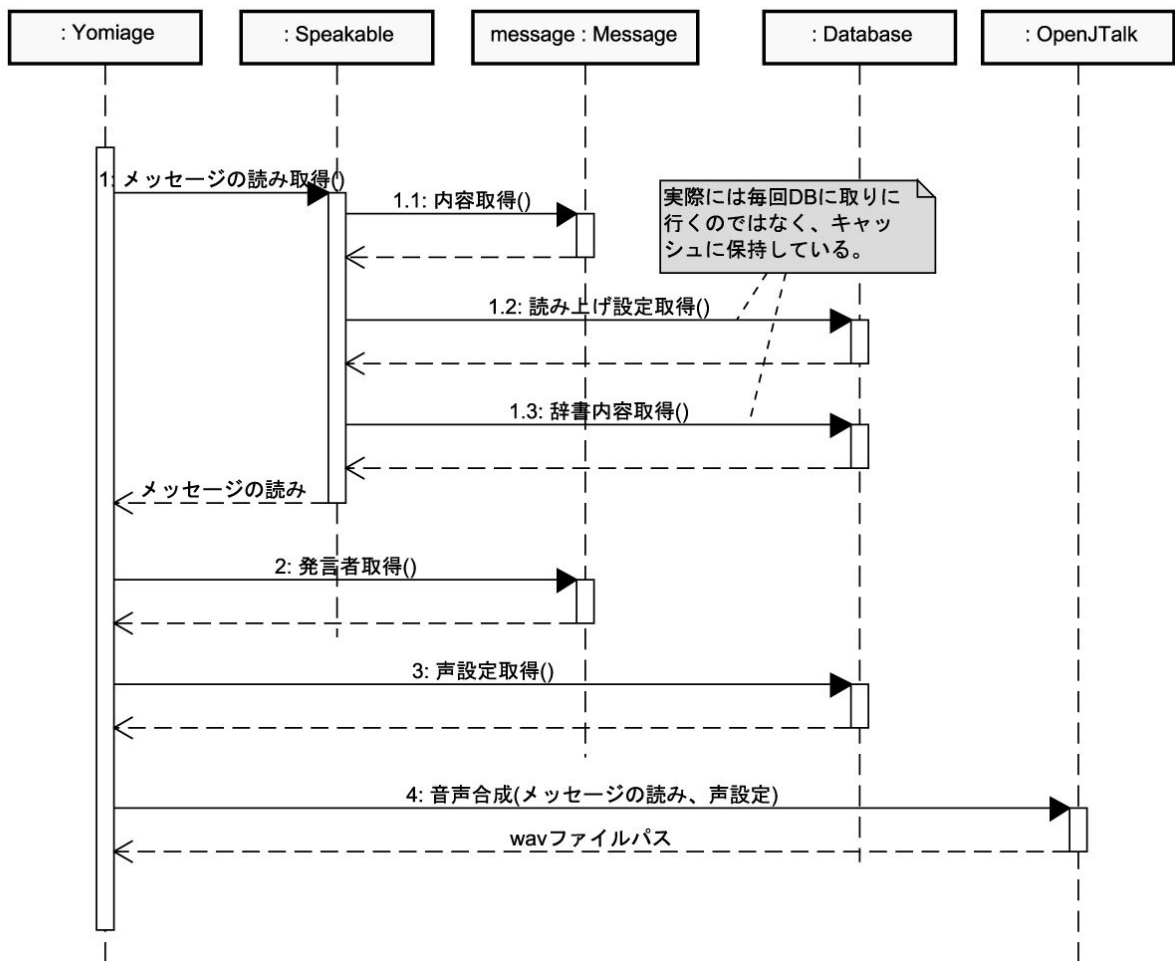 : Yomiage
: Speakable
message : Message
: Database
: OpenJTalk
1: メッセージの読み取得()
1.1: 内容取得()
実際には毎回DBに取りに
行くのではなく、キャッ
シュに保持している。
1.2: 読み上げ設定取得()
1.3: 辞書内容取得()
メッセージの読み
2: 発言者取得()
3: 声設定取得()
4: 音声合成(メッセージの読み、声設定)
wavファイルパス